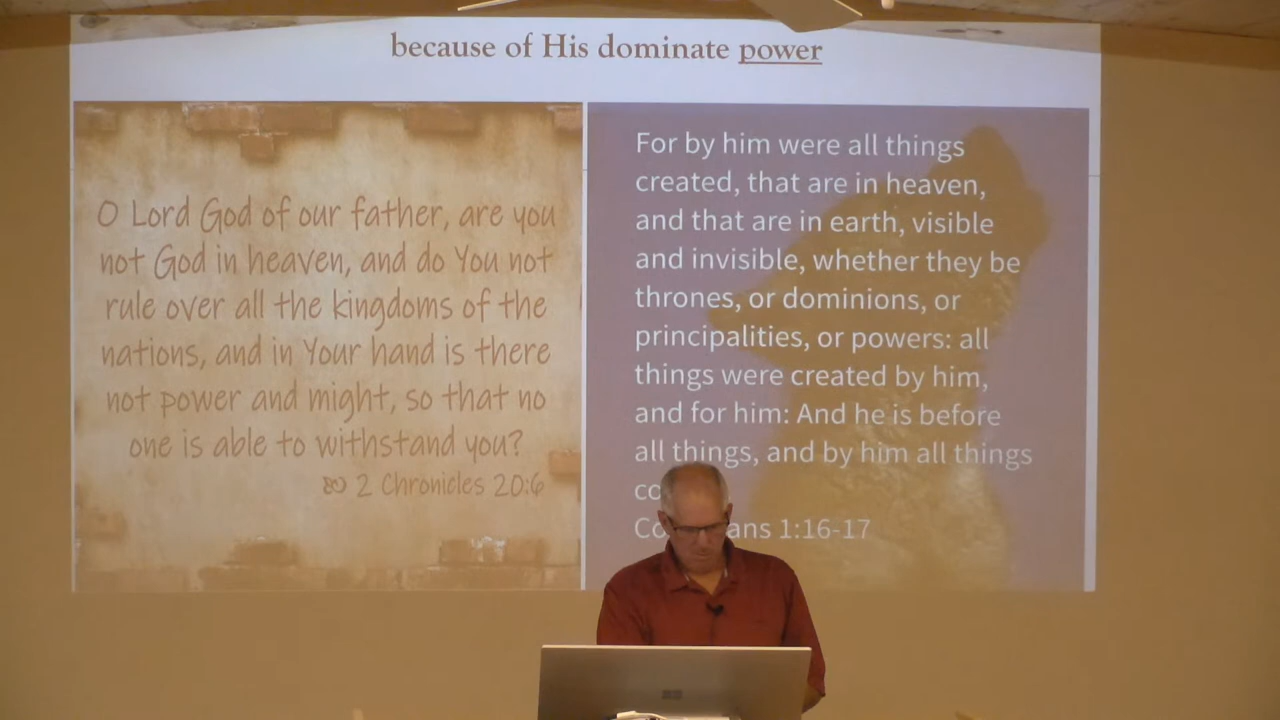 because of His dominate power
O Lord God of our father, are you
not God in heaven, and do You not
rule over all the kingdoms of the
nations, and in Your hand is there
not power and might, so that no
one is able to withstand you?
2 Chronicles 20:6
For by him were all things
created, that are in heaven,
and that are in earth, visible
and invisible, whether they be
thrones, or dominions, or
principalities, or powers: all
things were created by him,
and for him: And he is before
all things, and by him all things
1:16-17